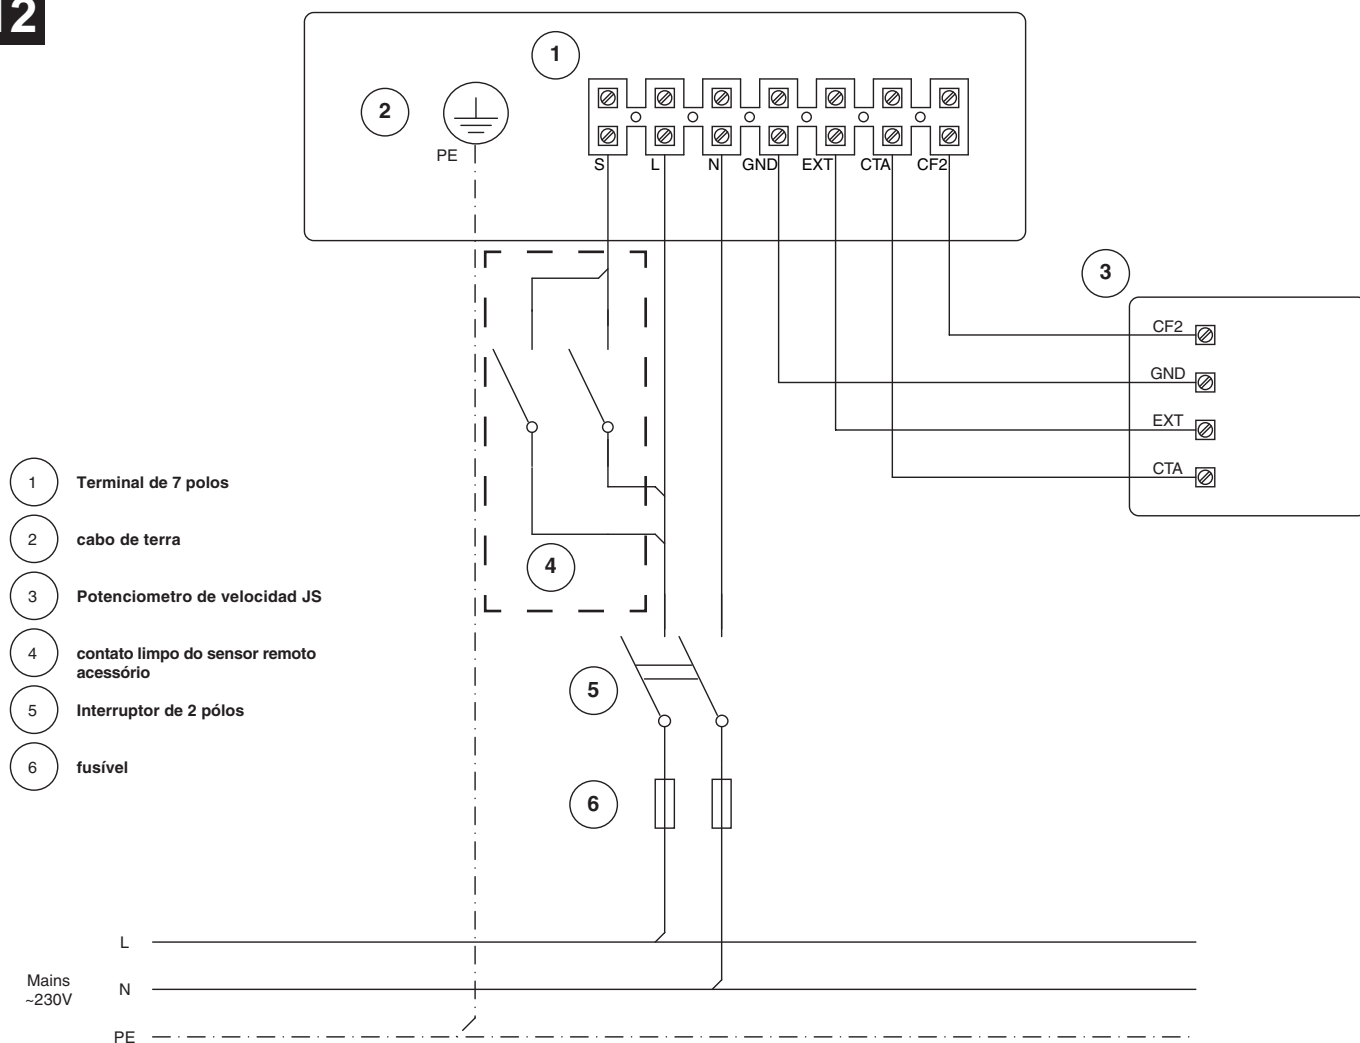 12
1
2
PE
S L N GND EXT CTA CF2
3
CF2
GND
EXT
CTA
1 Terminal de 7 polos
2 cabo de terra
3 Potenciometro de velocidad JS
4 contato limpo do sensor remoto
acessório
5 Interruptor de 2 pólos
6 fusível
4
5
6
L
Mains
~230V
N
PE